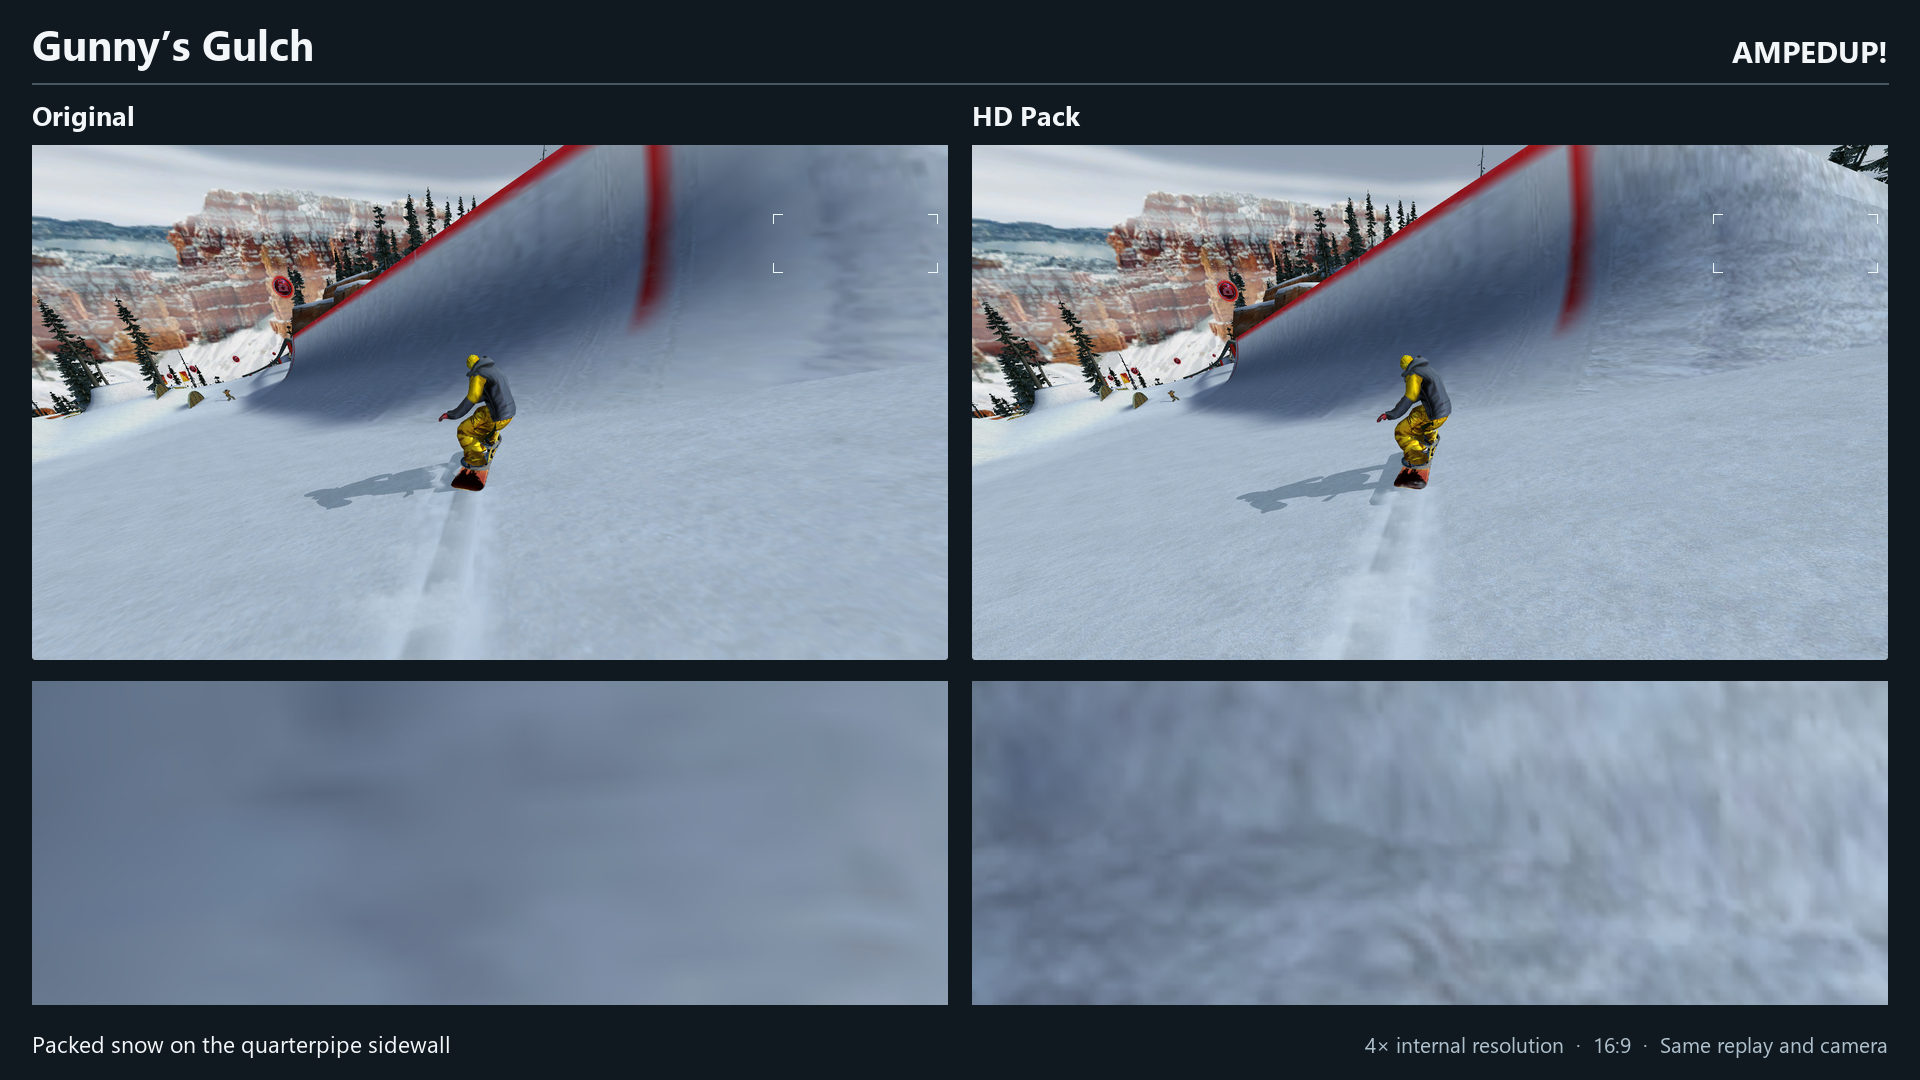 Gunny’s Gulch
AMPEDUP!
Original
HD Pack
Packed snow on the quarterpipe sidewall
4× internal resolution · 16:9 · Same replay and camera